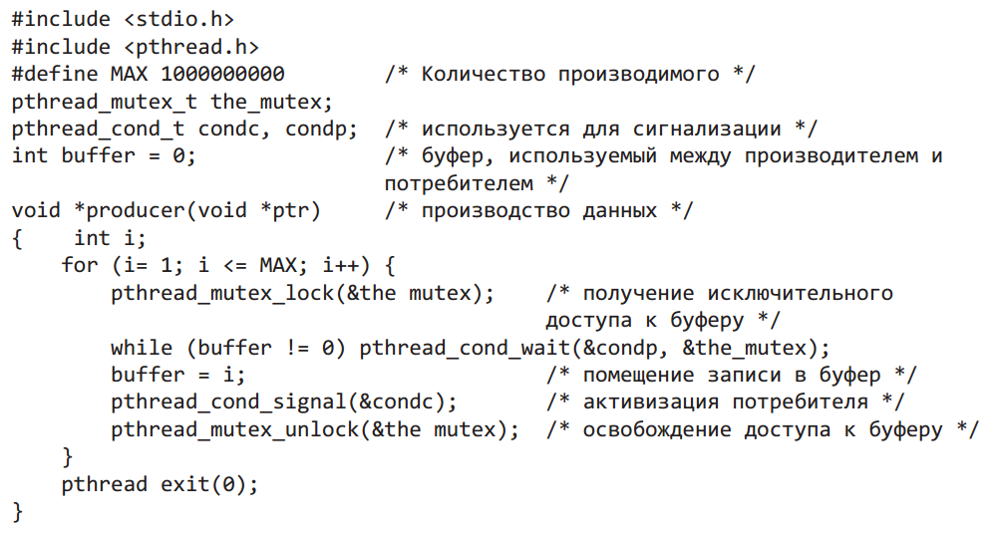 #include <stdio.h>
#include <pthread.h>
#define MAX 1000000000        /* Количество производимого */
pthread_mutex_t the_mutex;
pthread_cond_t condc, condp;  /* используется для сигнализации */
int buffer = 0;               /* буфер, используемый между производителем и
                              потребителем */
void *producer(void *ptr)     /* производство данных */
{    int i;
    for (i= 1; i <= MAX; i++) {
        pthread_mutex_lock(&the mutex);    /* получение исключительного
                                           доступа к буферу */
        while (buffer != 0) pthread_cond_wait(&condp, &the_mutex);
        buffer = i;                        /* помещение записи в буфер */
        pthread_cond_signal(&condc);       /* активизация потребителя */
        pthread_mutex_unlock(&the mutex);  /* освобождение доступа к буферу */
    }
    pthread exit(0);
}